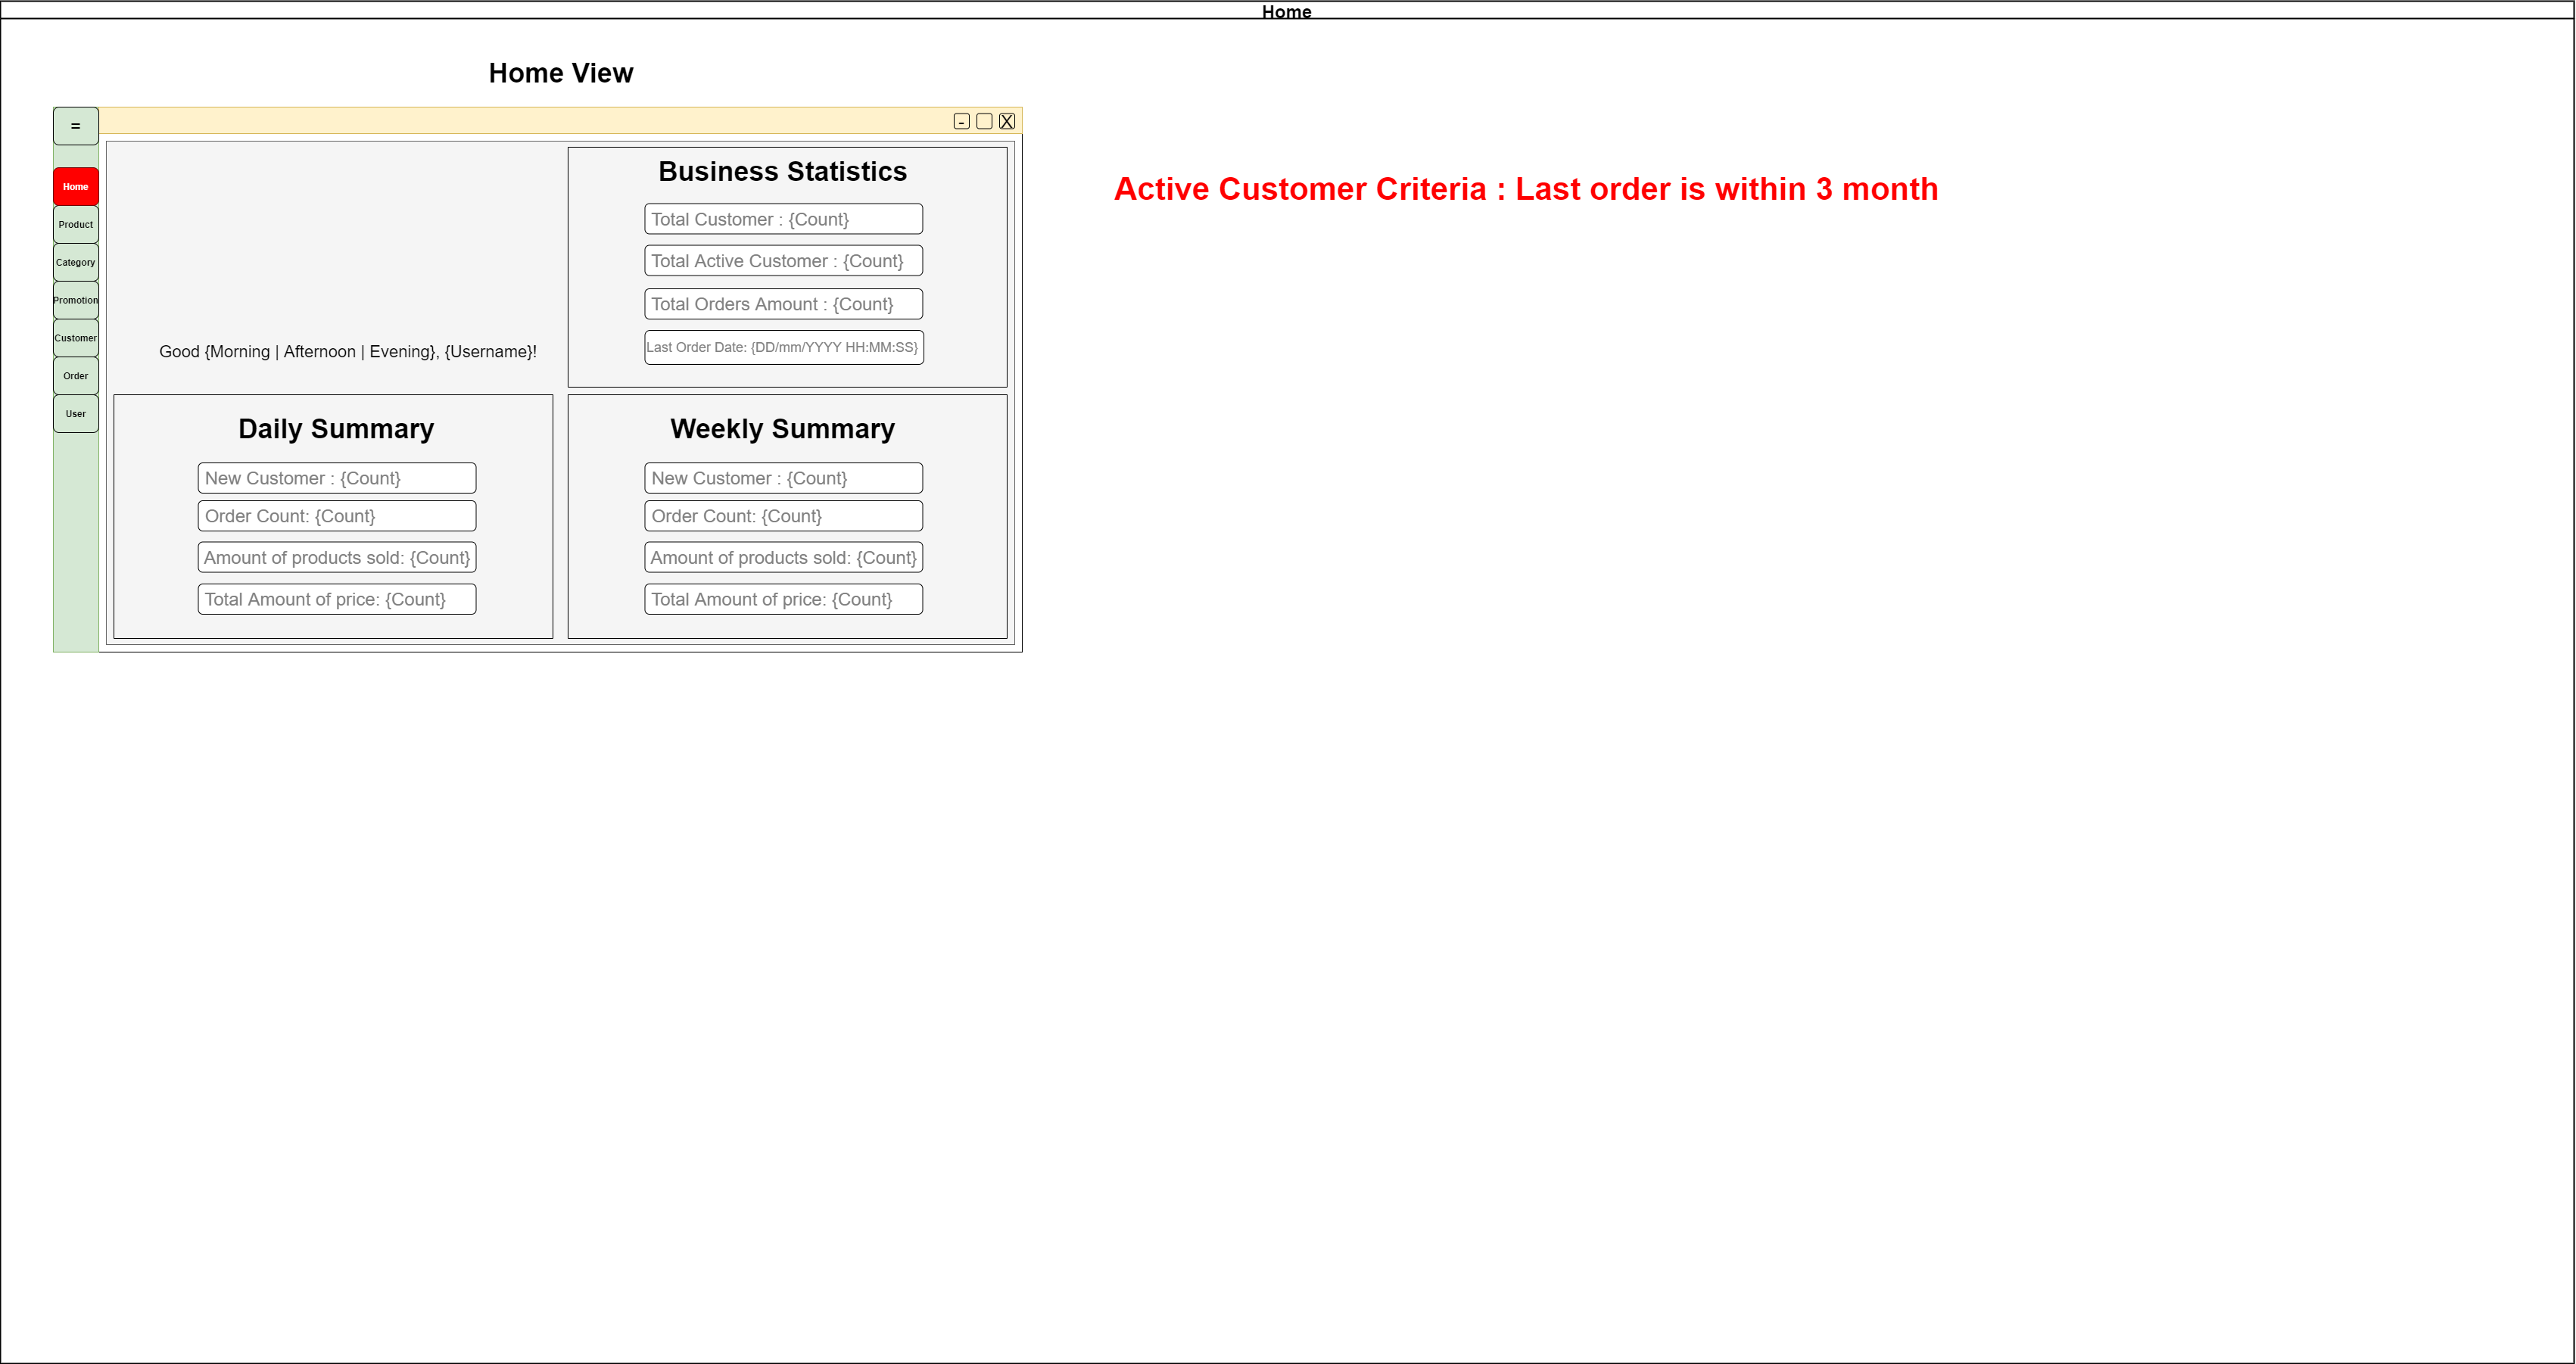 Home
Home View
=
- X
Home
Product
Category
Promotion
Customer
Order
User
Good {Morning | Afternoon | Evening}, {Username}!
Business Statistics
Total Customer : {Count}
Total Active Customer : {Count}
Total Orders Amount : {Count}
Last Order Date: {DD/mm/YYYY HH:MM:SS}
Daily Summary
New Customer : {Count}
Order Count: {Count}
Amount of products sold: {Count}
Total Amount of price: {Count}
Weekly Summary
New Customer : {Count}
Order Count: {Count}
Amount of products sold: {Count}
Total Amount of price: {Count}
Active Customer Criteria : Last order is within 3 month